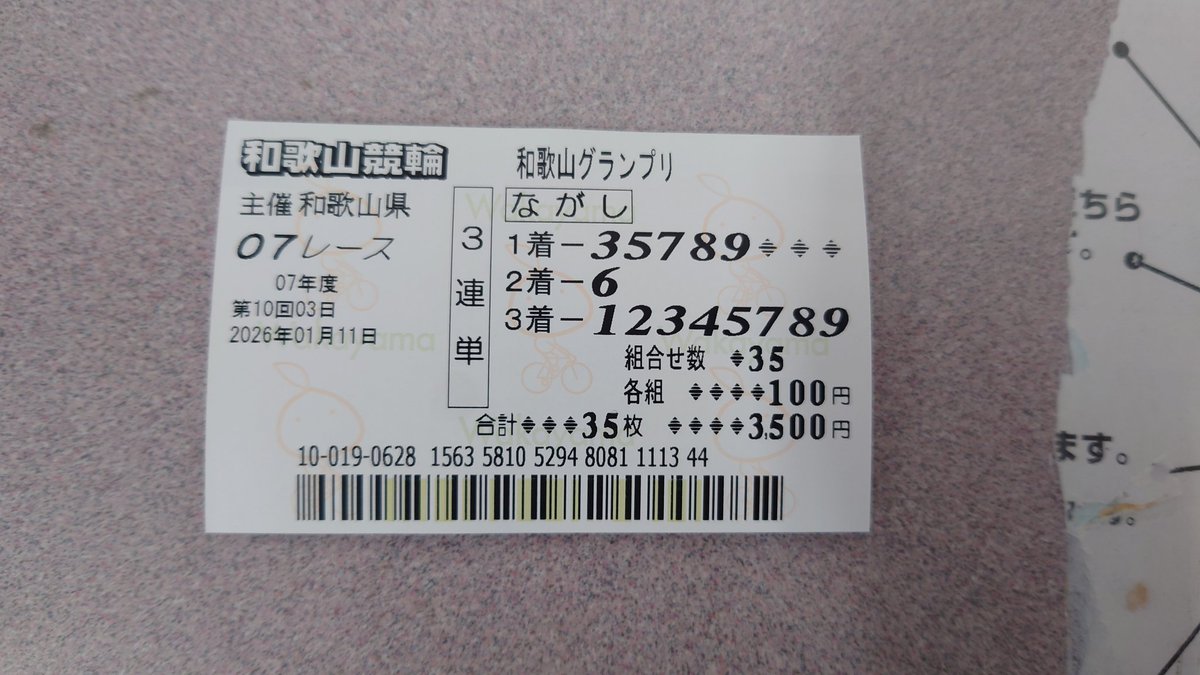 和歌山競輪
主催 和歌山県
07レース
07年度
第10回03日
2026年01月11日
3連単
和歌山グランプリ
ながし
1着－35789
2着－6
3着－12345789
組合せ数 35
各組 100円
合計 35枚 3,500円
10-019-0628 1563 5810 5294 8081 1113 44
Wakayama
ちら
ます。